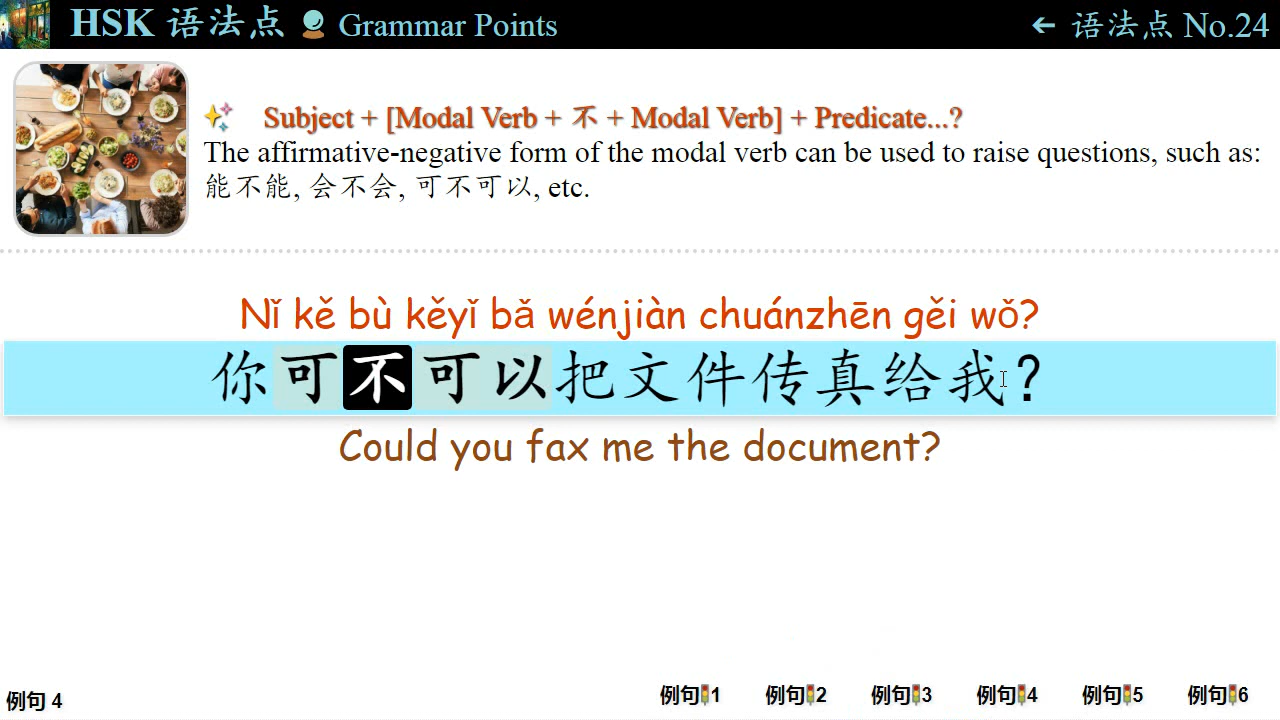 HSK 语法点 🔮 Grammar Points
← 语法点 No.24
✨ Subject + [Modal Verb + 不 + Modal Verb] + Predicate...?
The affirmative-negative form of the modal verb can be used to raise questions, such as:
能不能, 会不会, 可不可以, etc.
Nǐ kě bù kěyǐ bǎ wénjiàn chuánzhēn gěi wǒ?
你可不可以把文件传真给我?
Could you fax me the document?
例句 4
例句🚦1 例句🚦2 例句🚦3 例句🚦4 例句🚦5 例句🚦6